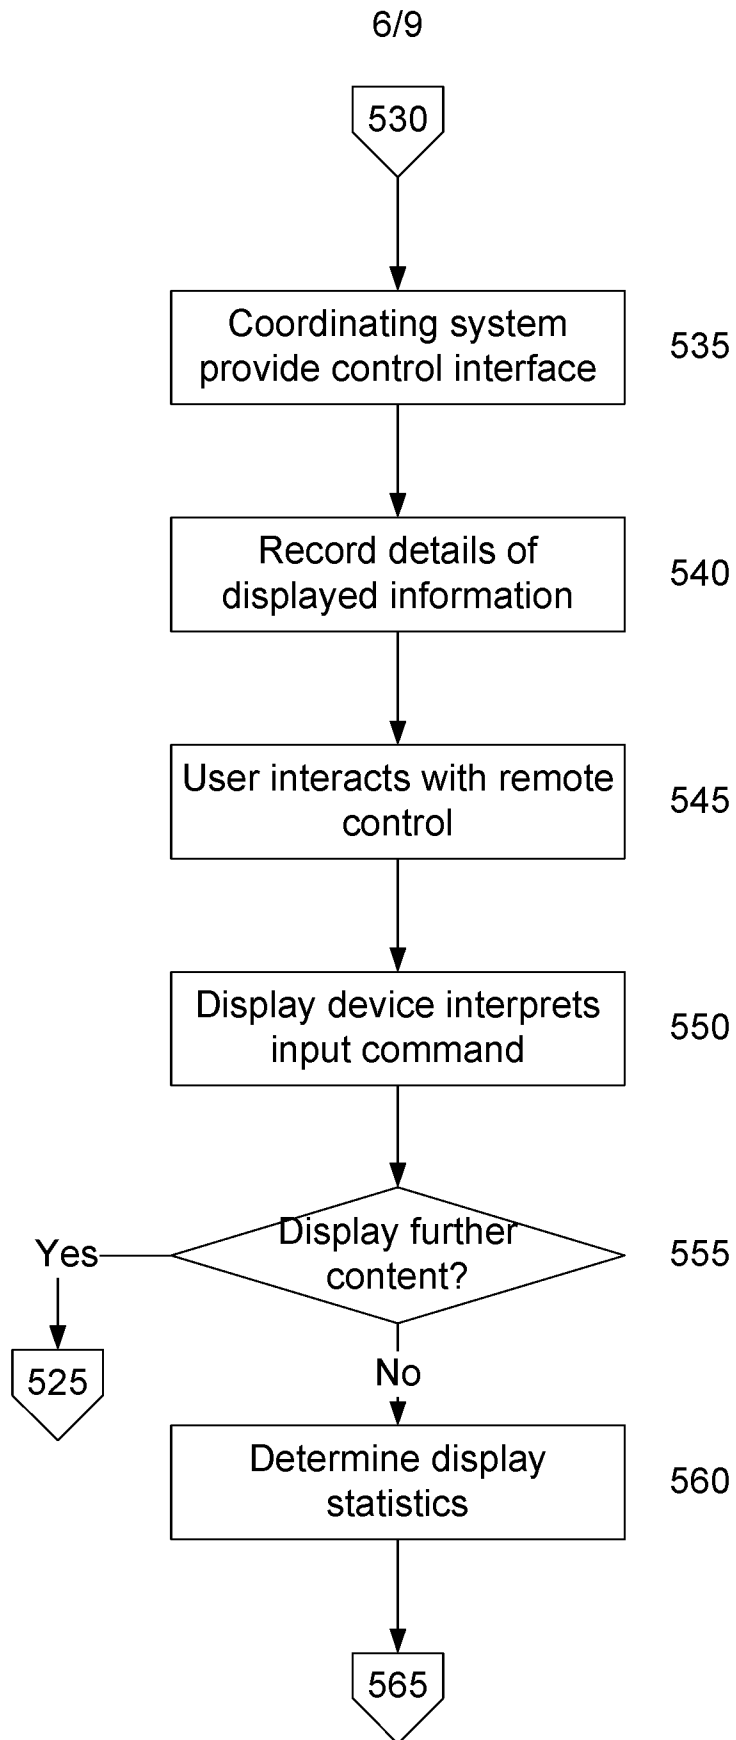 6/9
530
Coordinating system
provide control interface
535
Record details of
displayed information
540
User interacts with remote
control
545
Display device interprets
input command
550
Display further
content?
555
Yes
525
No
Determine display
statistics
560
565